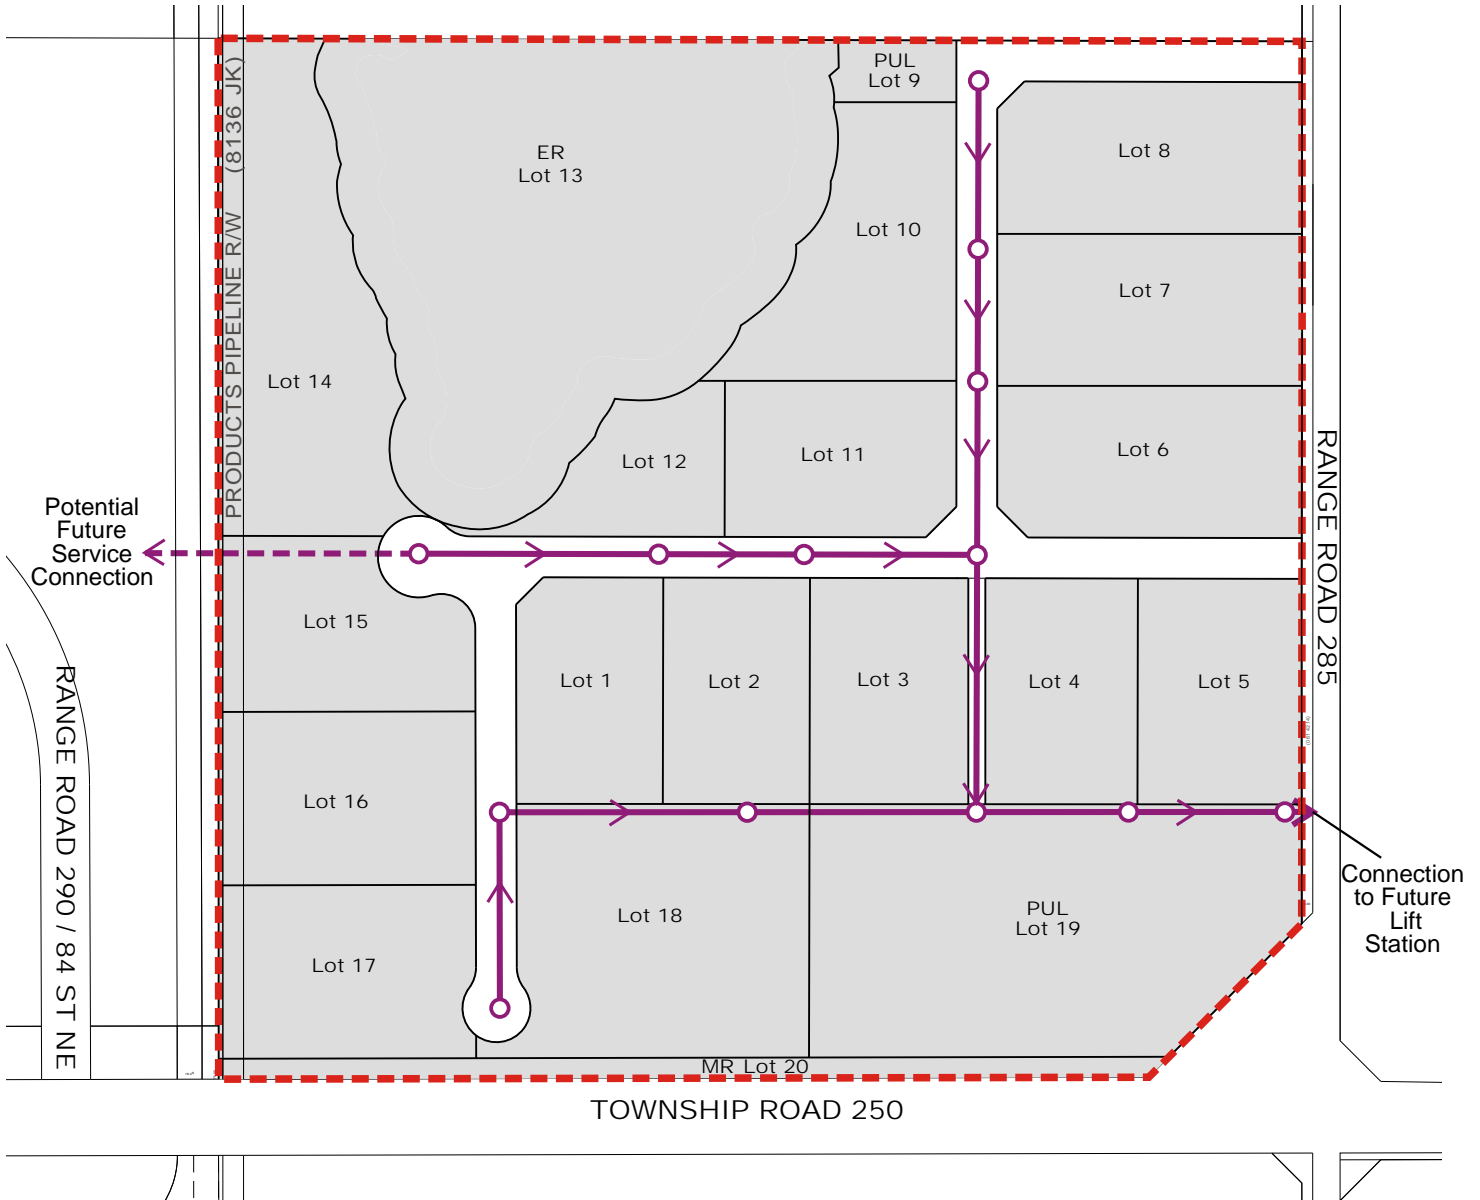 PUL
Lot 9
(8136 JK)
PRODUCTS PIPELINE R/W
ER
Lot 13
Lot 8
Lot 10
Lot 7
Lot 14
Lot 6
Lot 12
Lot 11
RANGE ROAD 285
Potential
Future
Service
Connection
Lot 15
Lot 1
Lot 2
Lot 3
Lot 4
Lot 5
RANGE ROAD 290 / 84 ST NE
Lot 16
Connection
to Future
Lift
Station
Lot 18
PUL
Lot 19
Lot 17
MR Lot 20
TOWNSHIP ROAD 250